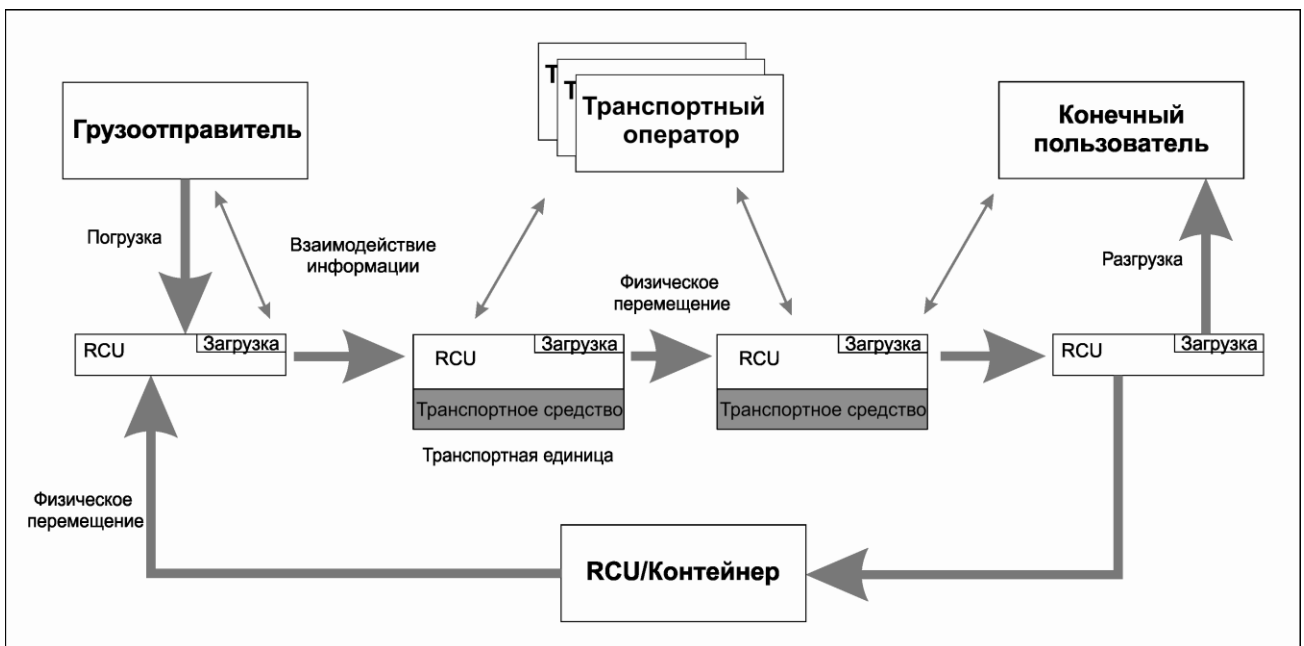 Т
Т
Транспортный
оператор
Грузоотправитель
Конечный
пользователь
Погрузка
Взаимодействие
информации
Физическое
перемещение
Разгрузка
RCU
Загрузка
RCU
Загрузка
RCU
Загрузка
RCU
Загрузка
Транспортное средство
Транспортное средство
Транспортная единица
Физическое
перемещение
RCU/Контейнер